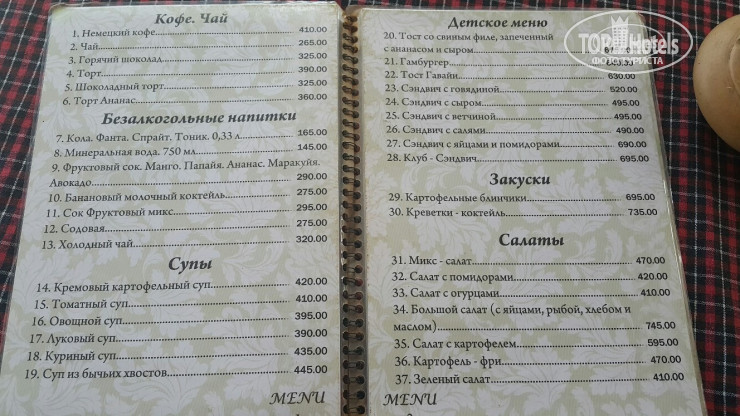 Кофе. Чай
1. Немецкий кофе 410.00
2. Чай 265.00
3. Горячий шоколад 325.00
4. Торт 390.00
5. Шоколадный торт 325.00
6. Торт Ананас 360.00
Безалкогольные напитки
7. Кола. Фанта. Спрайт. Тоник. 0,33 л. 165.00
8. Минеральная вода. 750 мл 145.00
9. Фруктовый сок. Манго. Папайя. Ананас. Маракуйя.
Авокадо 290.00
10. Банановый молочный коктейль 275.00
11. Сок Фруктовый микс 295.00
12. Содовая 275.00
13. Холодный чай 320.00
Супы
14. Кремовый картофельный суп 420.00
15. Томатный суп 410.00
16. Овощной суп 395.00
17. Луковый суп 390.00
18. Куриный суп 435.00
19. Суп из бычьих хвостов 445.00
MENU
Детское меню
20. Тост со свиным филе, запеченный
с ананасом и сыром
21. Гамбургер
22. Тост Гавайи 630.00
23. Сэндвич с говядиной 520.00
24. Сэндвич с сыром 495.00
25. Сэндвич с ветчиной 495.00
26. Сэндвич с салями 490.00
27. Сэндвич с яйцами и помидорами 690.00
28. Клуб - Сэндвич 695.00
Закуски
29. Картофельные блинчики 695.00
30. Креветки - коктейль 735.00
Салаты
31. Микс - салат 470.00
32. Салат с помидорами 420.00
33. Салат с огурцами 410.00
34. Большой салат (с яйцами, рыбой, хлебом и
маслом) 745.00
35. Салат с картофелем 595.00
36. Картофель - фри 470.00
37. Зеленый салат 410.00
MENU
TOPHotels
ФОТО ТУРИСТА